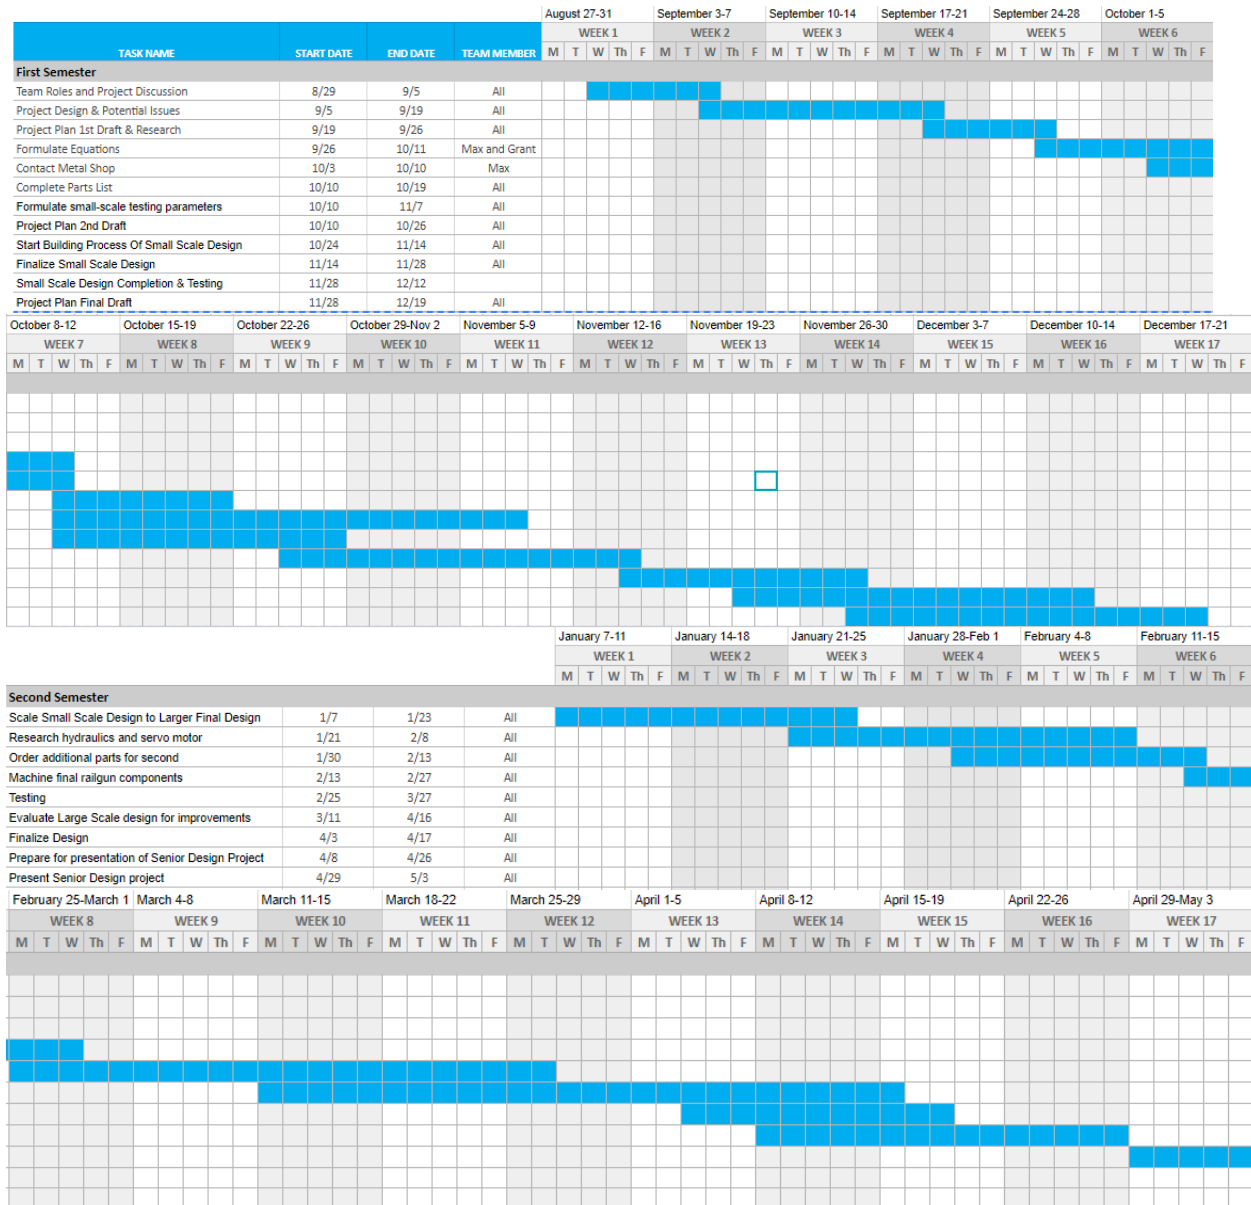 August 27-31 September 3-7 September 10-14 September 17-21 September 24-28 October 1-5
WEEK 1 WEEK 2 WEEK 3 WEEK 4 WEEK 5 WEEK 6
TASK NAME START DATE END DATE TEAM MEMBER M T W Th F M T W Th F M T W Th F M T W Th F M T W Th F M T W Th F
First Semester
Team Roles and Project Discussion 8/29 9/5 All
Project Design & Potential Issues 9/5 9/19 All
Project Plan 1st Draft & Research 9/19 9/26 All
Formulate Equations 9/26 10/11 Max and Grant
Contact Metal Shop 10/3 10/10 Max
Complete Parts List 10/10 10/19 All
Formulate small-scale testing parameters 10/10 11/7 All
Project Plan 2nd Draft 10/10 10/26 All
Start Building Process Of Small Scale Design 10/24 11/14 All
Finalize Small Scale Design 11/14 11/28 All
Small Scale Design Completion & Testing 11/28 12/12
Project Plan Final Draft 11/28 12/19 All
October 8-12 October 15-19 October 22-26 October 29-Nov 2 November 5-9 November 12-16 November 19-23 November 26-30 December 3-7 December 10-14 December 17-21
WEEK 7 WEEK 8 WEEK 9 WEEK 10 WEEK 11 WEEK 12 WEEK 13 WEEK 14 WEEK 15 WEEK 16 WEEK 17
M T W Th F M T W Th F M T W Th F M T W Th F M T W Th F M T W Th F M T W Th F M T W Th F M T W Th F M T W Th F M T W Th F
January 7-11 January 14-18 January 21-25 January 28-Feb 1 February 4-8 February 11-15
WEEK 1 WEEK 2 WEEK 3 WEEK 4 WEEK 5 WEEK 6
M T W Th F M T W Th F M T W Th F M T W Th F M T W Th F M T W Th F
Second Semester
Scale Small Scale Design to Larger Final Design 1/7 1/23 All
Research hydraulics and servo motor 1/21 2/8 All
Order additional parts for second 1/30 2/13 All
Machine final railgun components 2/13 2/27 All
Testing 2/25 3/27 All
Evaluate Large Scale design for improvements 3/11 4/16 All
Finalize Design 4/3 4/17 All
Prepare for presentation of Senior Design Project 4/8 4/26 All
Present Senior Design project 4/29 5/3 All
February 25-March 1 March 4-8 March 11-15 March 18-22 March 25-29 April 1-5 April 8-12 April 15-19 April 22-26 April 29-May 3
WEEK 8 WEEK 9 WEEK 10 WEEK 11 WEEK 12 WEEK 13 WEEK 14 WEEK 15 WEEK 16 WEEK 17
M T W Th F M T W Th F M T W Th F M T W Th F M T W Th F M T W Th F M T W Th F M T W Th F M T W Th F M T W Th F